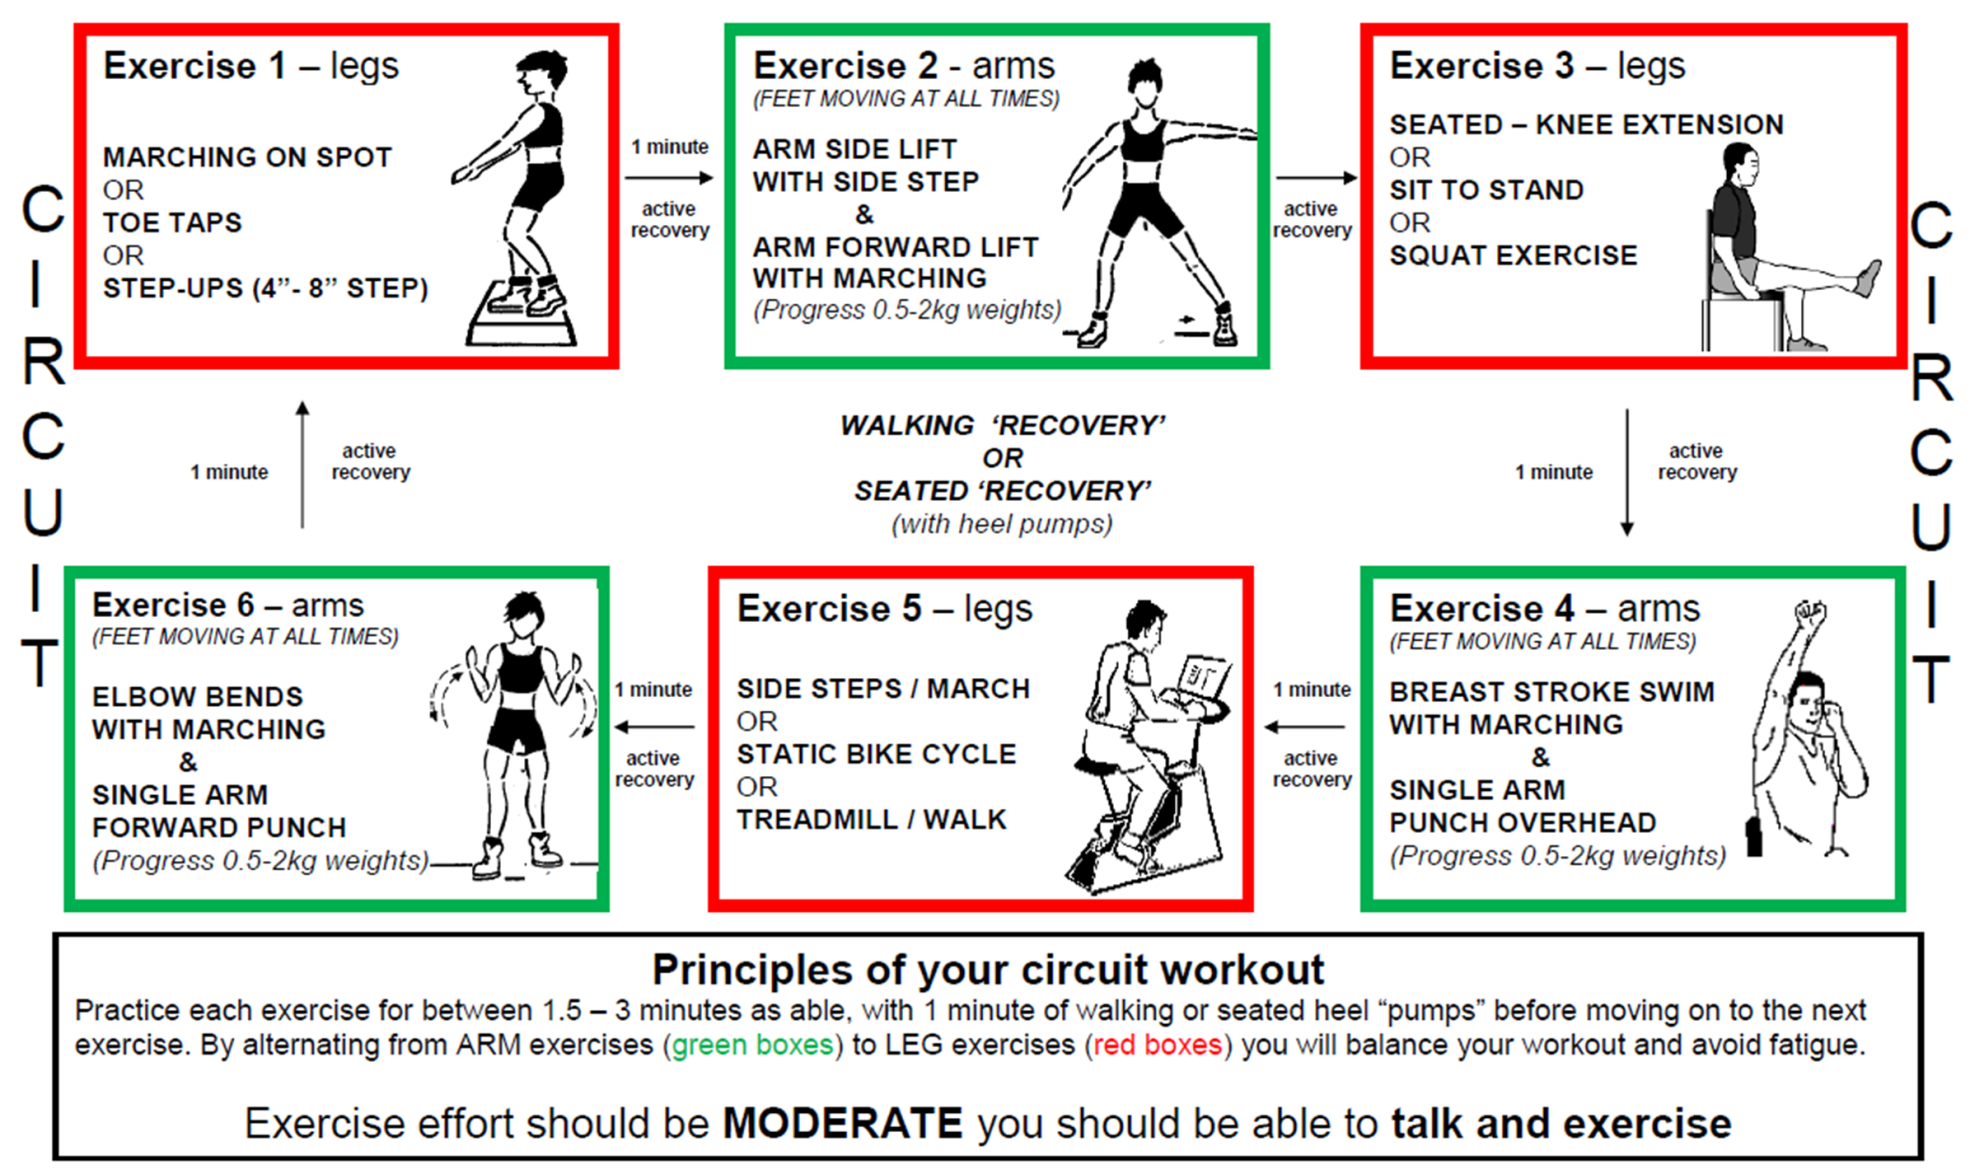 Exercise 1 – legs
MARCHING ON SPOT
OR
TOE TAPS
OR
STEP-UPS (4”- 8” STEP)
1 minute
active
recovery
Exercise 2 - arms
(FEET MOVING AT ALL TIMES)
ARM SIDE LIFT
WITH SIDE STEP
&
ARM FORWARD LIFT
WITH MARCHING
(Progress 0.5-2kg weights)
active
recovery
Exercise 3 – legs
SEATED – KNEE EXTENSION
OR
SIT TO STAND
OR
SQUAT EXERCISE
C
I
R
C
U
I
T
C
I
R
C
U
I
T
1 minute
active
recovery
WALKING ‘RECOVERY’
OR
SEATED ‘RECOVERY’
(with heel pumps)
1 minute
active
recovery
Exercise 6 – arms
(FEET MOVING AT ALL TIMES)
ELBOW BENDS
WITH MARCHING
&
SINGLE ARM
FORWARD PUNCH
(Progress 0.5-2kg weights)
1 minute
active
recovery
Exercise 5 – legs
SIDE STEPS / MARCH
OR
STATIC BIKE CYCLE
OR
TREADMILL / WALK
1 minute
active
recovery
Exercise 4 – arms
(FEET MOVING AT ALL TIMES)
BREAST STROKE SWIM
WITH MARCHING
&
SINGLE ARM
PUNCH OVERHEAD
(Progress 0.5-2kg weights)
Principles of your circuit workout
Practice each exercise for between 1.5 – 3 minutes as able, with 1 minute of walking or seated heel “pumps” before moving on to the next
exercise. By alternating from ARM exercises (green boxes) to LEG exercises (red boxes) you will balance your workout and avoid fatigue.
Exercise effort should be MODERATE you should be able to talk and exercise